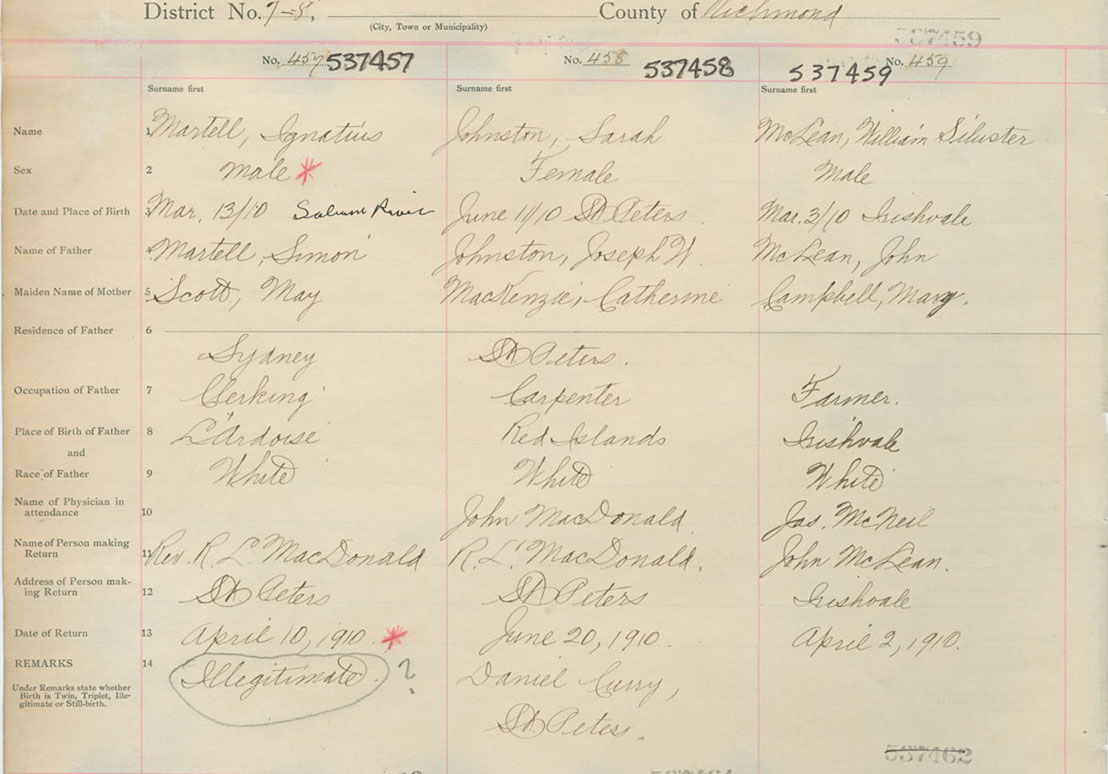 District No. 7-8, County of Richmond
(City, Town or Municipality)
537459
No. 457 537457 No. 458 537458 537459 No. 459
Surname first Surname first Surname first
Name 1 Martell, Ignatius Johnston, Sarah McLean, William Siluster
Sex 2 Male * Female Male
Date and Place of Birth 3 Mar. 13/10 Salmon River June 11/10 St Peters. Mar. 3/10 Irishvale
Name of Father 4 Martell, Simon Johnston, Joseph W. McLean, John
Maiden Name of Mother 5 Scott, May MacKenzie, Catherine Campbell, Mary.
Residence of Father 6
Sydney St Peters.
Occupation of Father 7 Clerking Carpenter Farmer.
Place of Birth of Father 8 L'Ardoise Red Islands Irishvale
and
Race of Father 9 White White White
Name of Physician in
attendance 10 John MacDonald Jas. McNeil
Name of Person making
Return 11 Rev. R. L. MacDonald R. L. MacDonald. John McLean.
Address of Person mak-
ing Return 12 St Peters St Peters Irishvale
Date of Return 13 April 10, 1910 * June 20, 1910. April 2, 1910.
REMARKS 14 Illegitimate. ? Daniel Curry,
Under Remarks state whether
Birth is Twin, Triplet, Ille-
gitimate or Still-birth.
St Peters.
537462